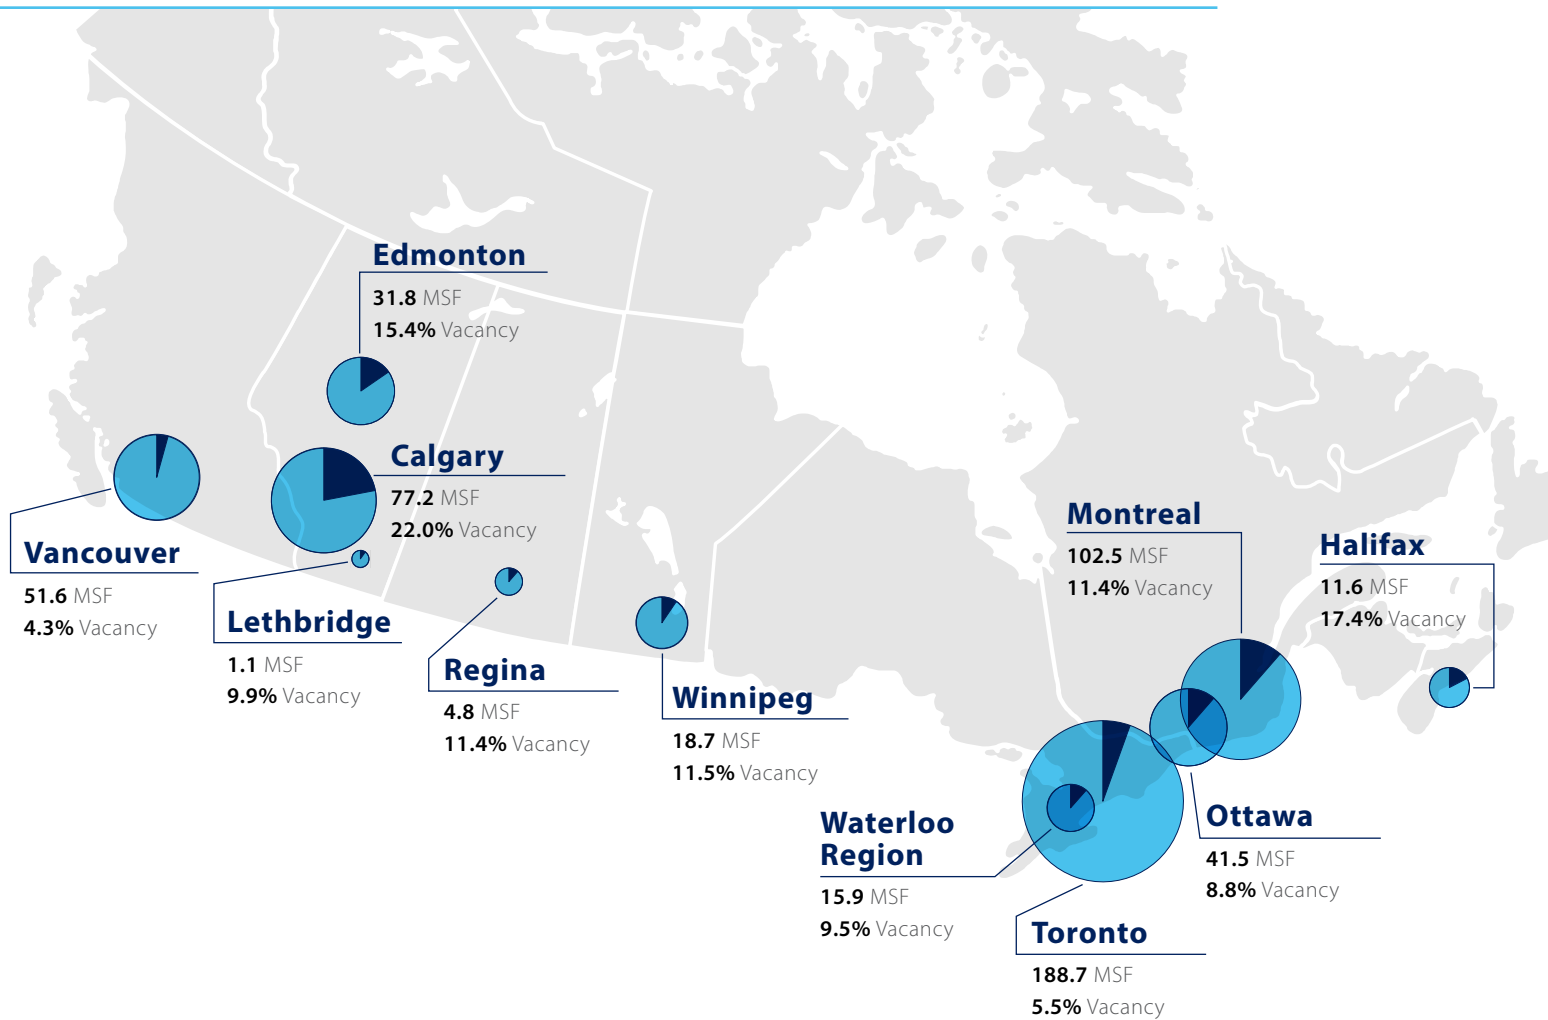 Edmonton
31.8 MSF
15.4% Vacancy
Calgary
77.2 MSF
22.0% Vacancy
Vancouver
51.6 MSF
4.3% Vacancy
Lethbridge
1.1 MSF
9.9% Vacancy
Regina
4.8 MSF
11.4% Vacancy
Winnipeg
18.7 MSF
11.5% Vacancy
Montreal
102.5 MSF
11.4% Vacancy
Halifax
11.6 MSF
17.4% Vacancy
Waterloo
Region
15.9 MSF
9.5% Vacancy
Ottawa
41.5 MSF
8.8% Vacancy
Toronto
188.7 MSF
5.5% Vacancy